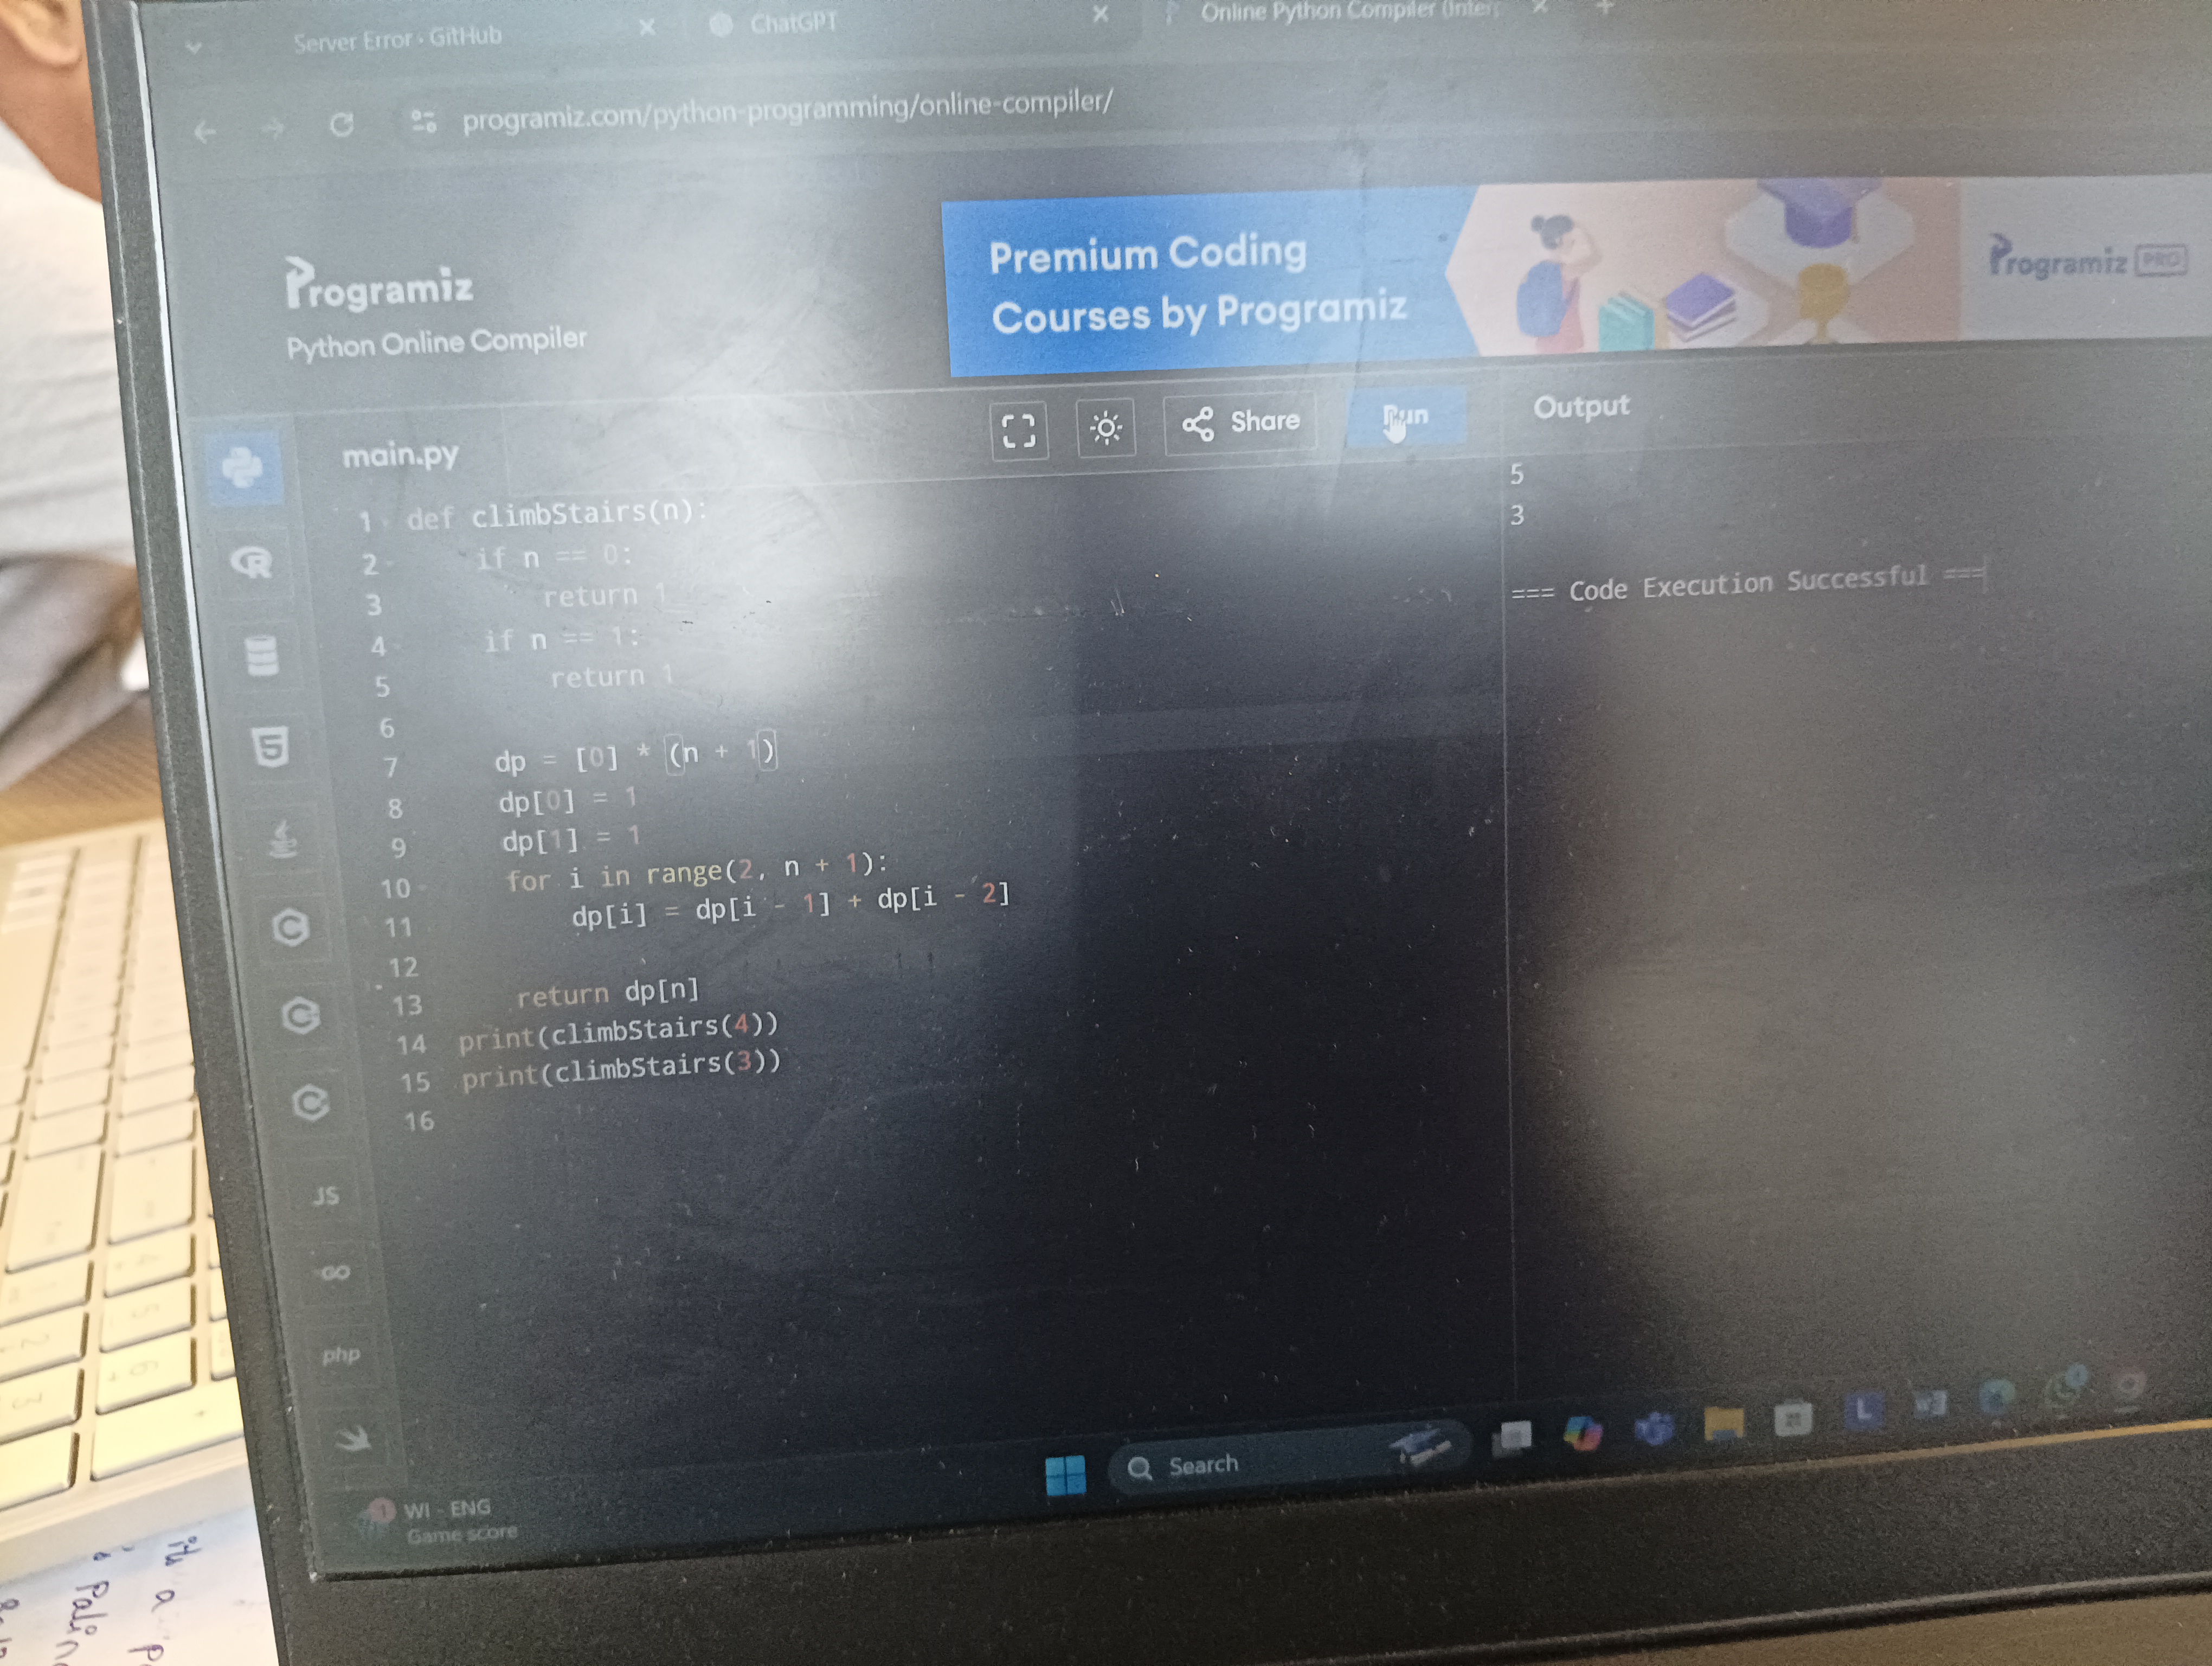 Server Error · GitHub
ChatGPT
Online Python Compiler (Inter
programiz.com/python-programming/online-compiler/
Programiz
Python Online Compiler
Premium Coding
Courses by Programiz
Programiz PRO
main.py
Share
Run
Output
1 def climbStairs(n):
2 if n == 0:
3 return 1
4 if n == 1:
5 return 1
6
7 dp = [0] * (n + 1)
8 dp[0] = 1
9 dp[1] = 1
10 for i in range(2, n + 1):
11 dp[i] = dp[i - 1] + dp[i - 2]
12
13 return dp[n]
14 print(climbStairs(4))
15 print(climbStairs(3))
16
5
3
=== Code Execution Successful ===
JS
GO
php
Search
WI - ENG
Game score
a